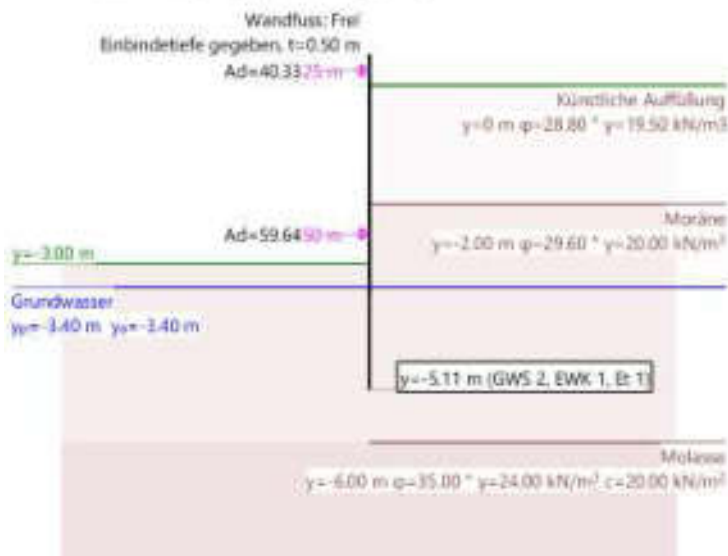 Wandfuss: Frei
Einbindetiefe gegeben, t=0.50 m
Ad=40.33
25 m
Künstliche Auffüllung
y=0 m φ=28.80 ° γ=19.50 kN/m3
Moräne
Ad=59.64
50 m
y=-2.00 m φ=29.60 ° γ=20.00 kN/m³
y=-3.00 m
Grundwasser
yp=-3.40 m ya=-3.40 m
y=-5.11 m (GWS 2, EWK 1, Et 1)
Molasse
y=-6.00 m φ=35.00 ° γ=24.00 kN/m³ c=20.00 kN/m²